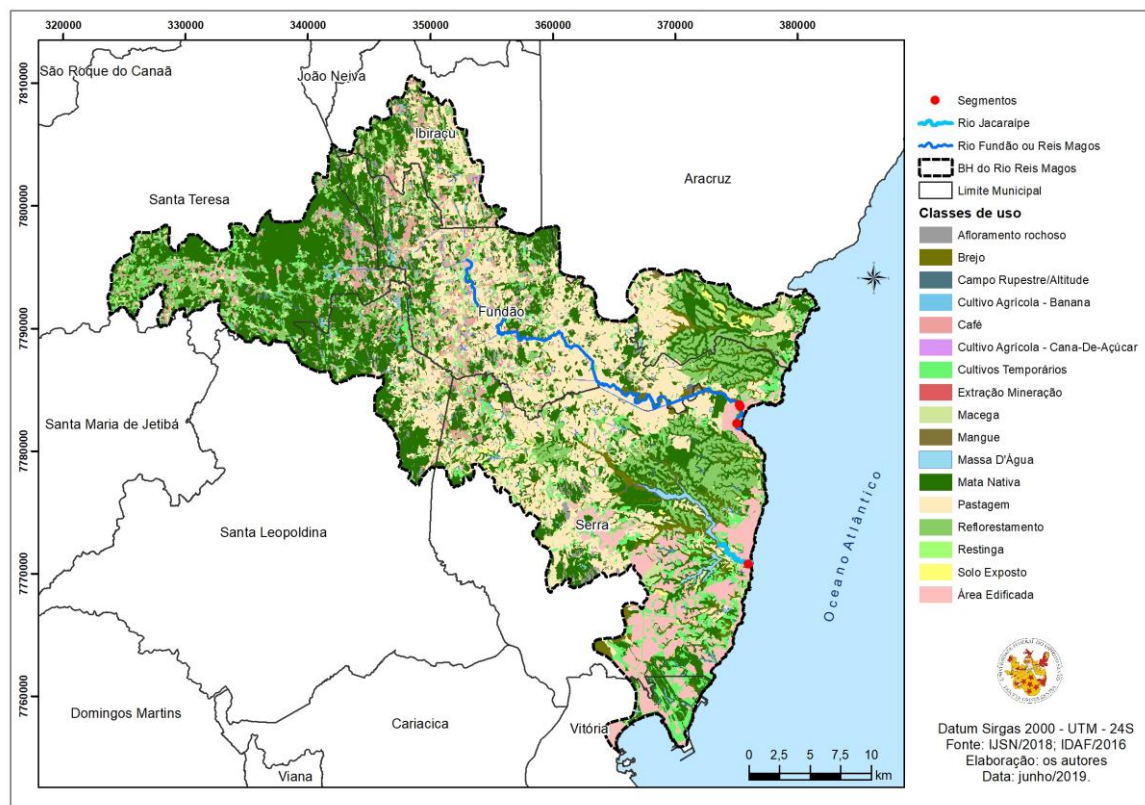 320000 330000 340000 350000 360000 370000 380000
7810000
7800000
7790000
7780000
7770000
7760000
São Roque do Canaã
João Neiva
Ibiraçu
Aracruz
Santa Teresa
Fundão
Santa Maria de Jetibá
Santa Leopoldina
Serra
Oceano Atlântico
Domingos Martins
Cariacica
Vitória
Viana
0 2,5 5 10
km
Segmentos
Rio Jacaraípe
Rio Fundão ou Reis Magos
BH do Rio Reis Magos
Limite Municipal
Classes de uso
Afloramento rochoso
Brejo
Campo Rupestre/Altitude
Cultivo Agrícola - Banana
Café
Cultivo Agrícola - Cana-De-Açúcar
Cultivos Temporários
Extração Mineração
Macega
Mangue
Massa D'Água
Mata Nativa
Pastagem
Reflorestamento
Restinga
Solo Exposto
Área Edificada
Datum Sirgas 2000 - UTM - 24S
Fonte: IJSN/2018; IDAF/2016
Elaboração: os autores
Data: junho/2019.